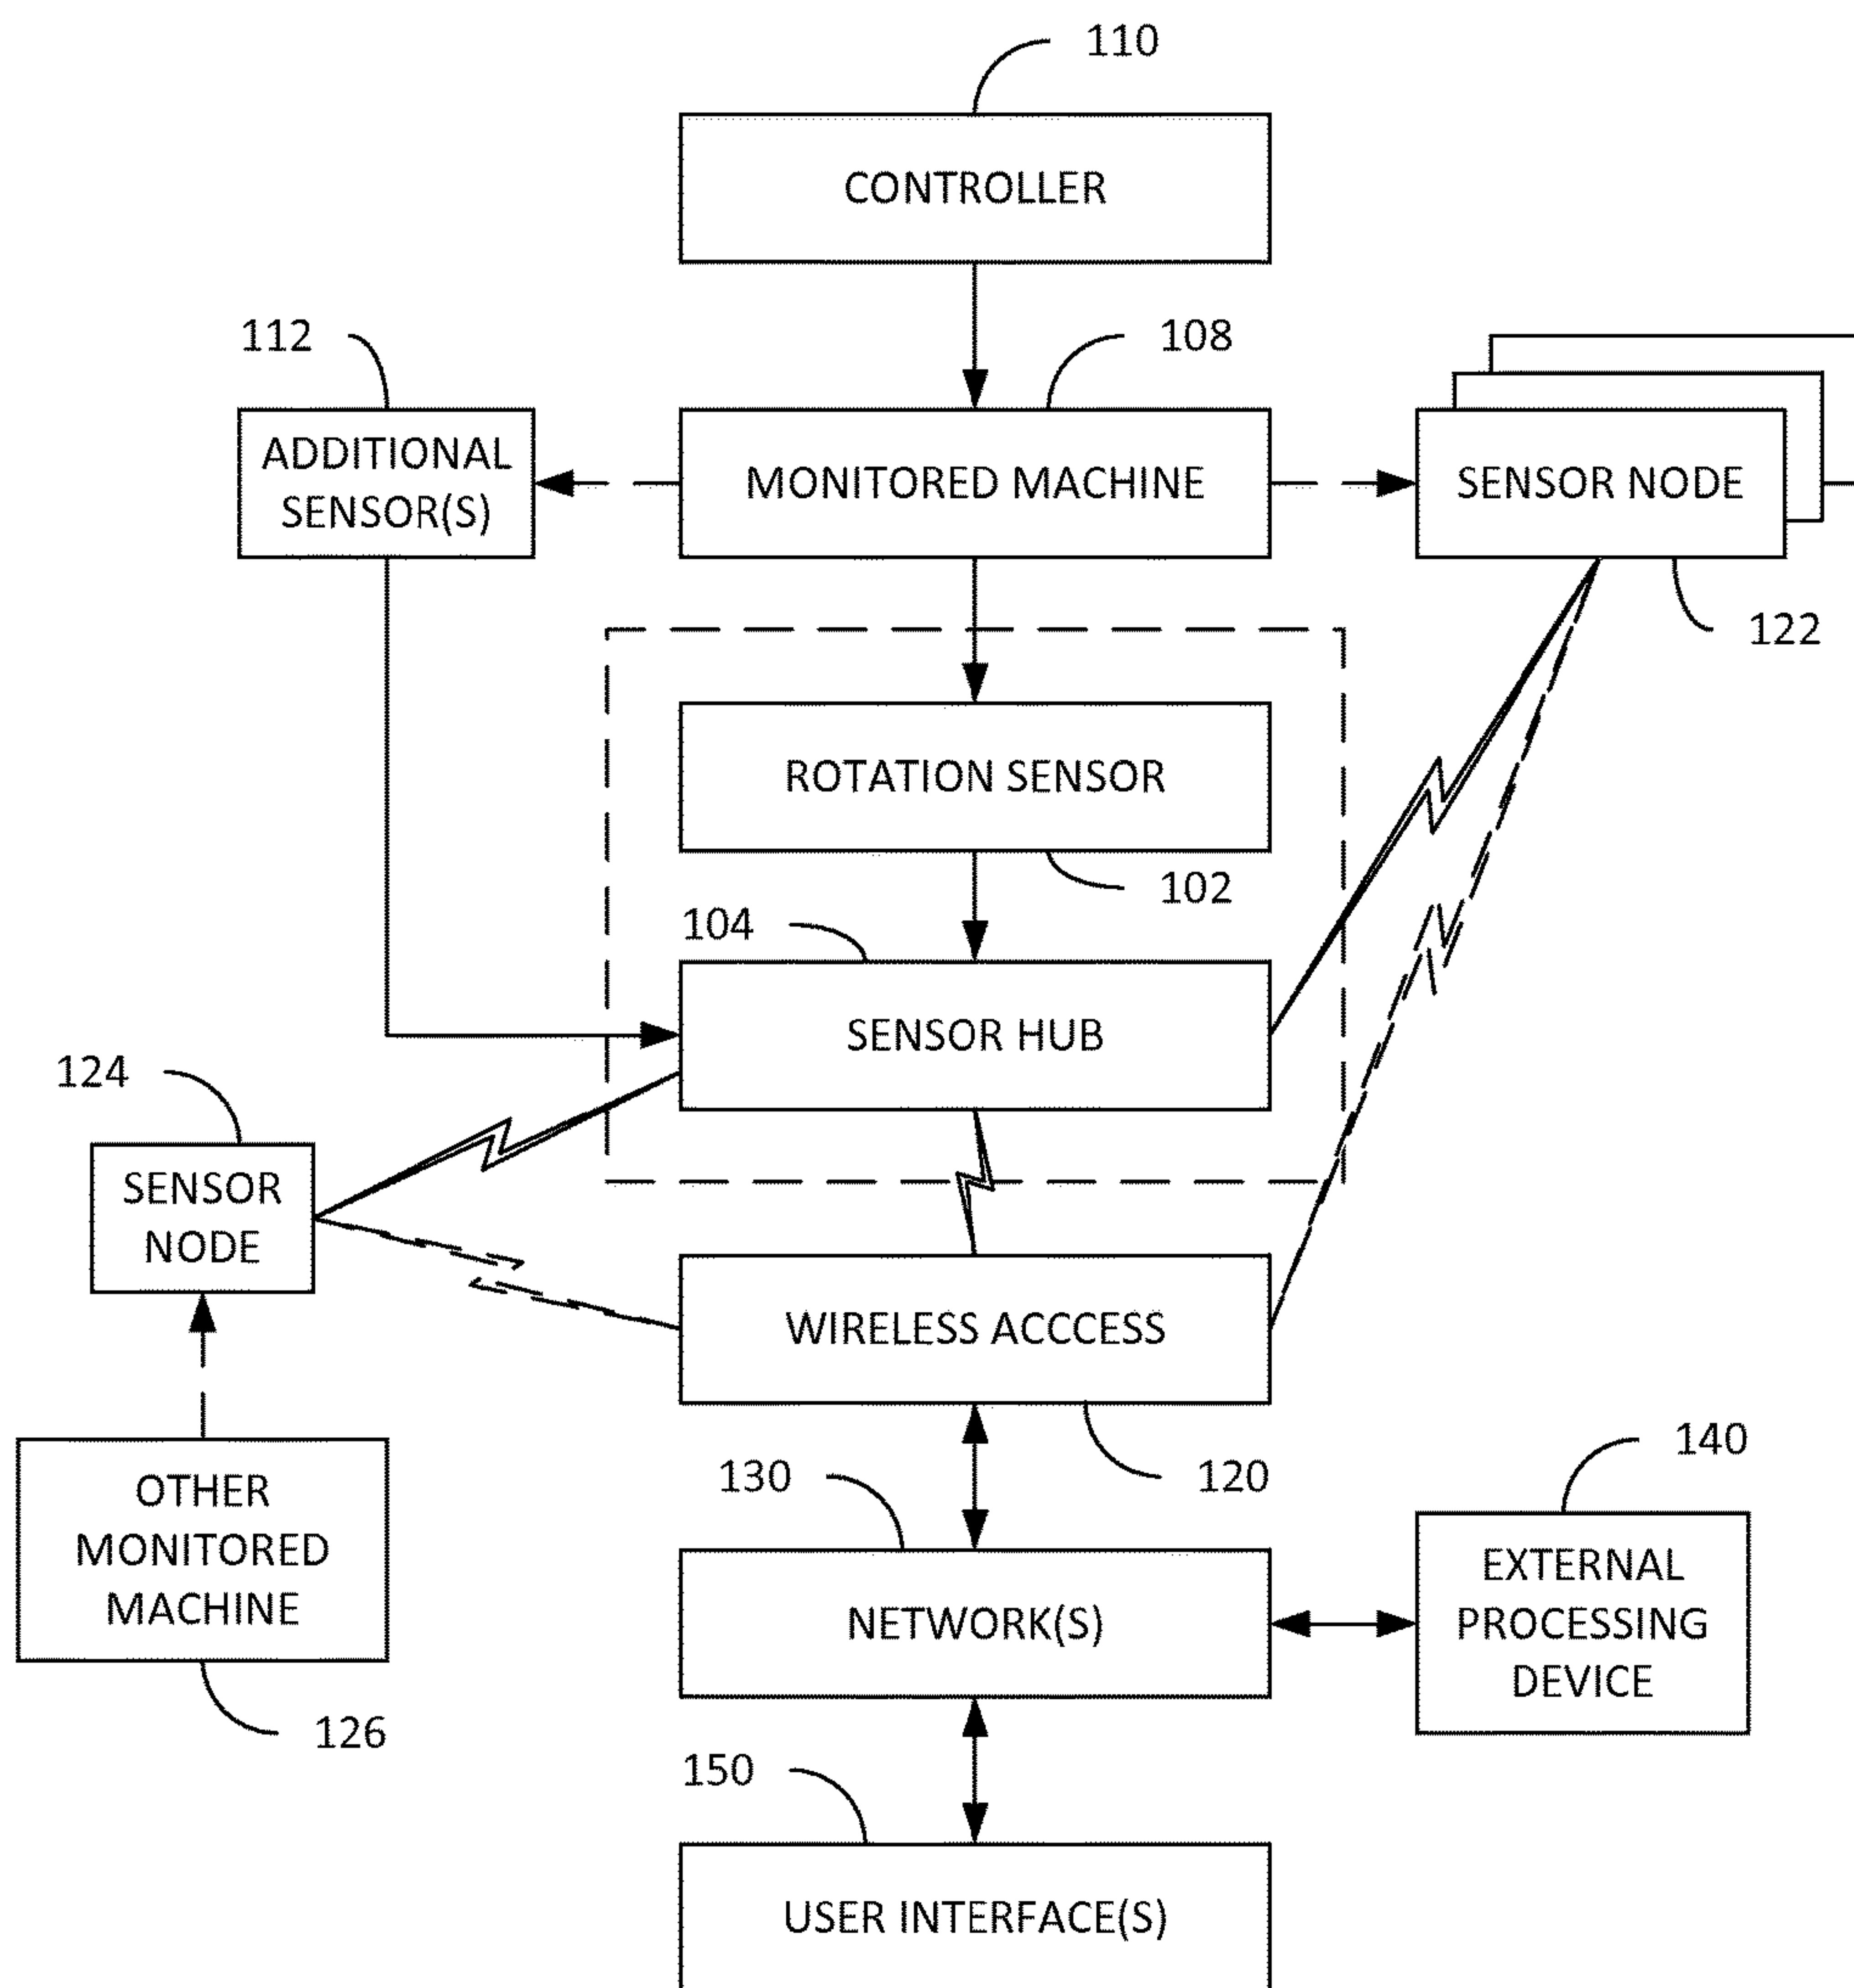 110
CONTROLLER
112
108
ADDITIONAL
SENSOR(S)
MONITORED MACHINE
SENSOR NODE
122
ROTATION SENSOR
102
104
SENSOR HUB
124
SENSOR
NODE
WIRELESS ACCCESS
120
OTHER
MONITORED
MACHINE
126
130
140
NETWORK(S)
EXTERNAL
PROCESSING
DEVICE
150
USER INTERFACE(S)